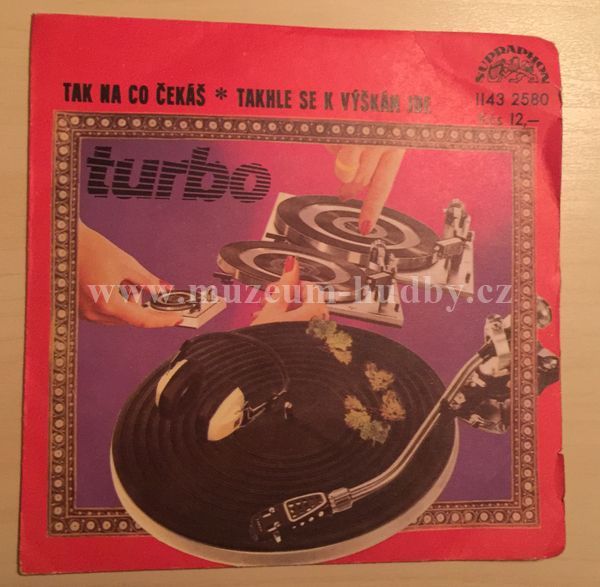 SUPRAPHON
TAK NA CO ČEKÁŠ * TAKHLE SE K VÝŠKÁM JDE
1143 2580
Kčs 12,–
turbo
www.muzeum-hudby.cz